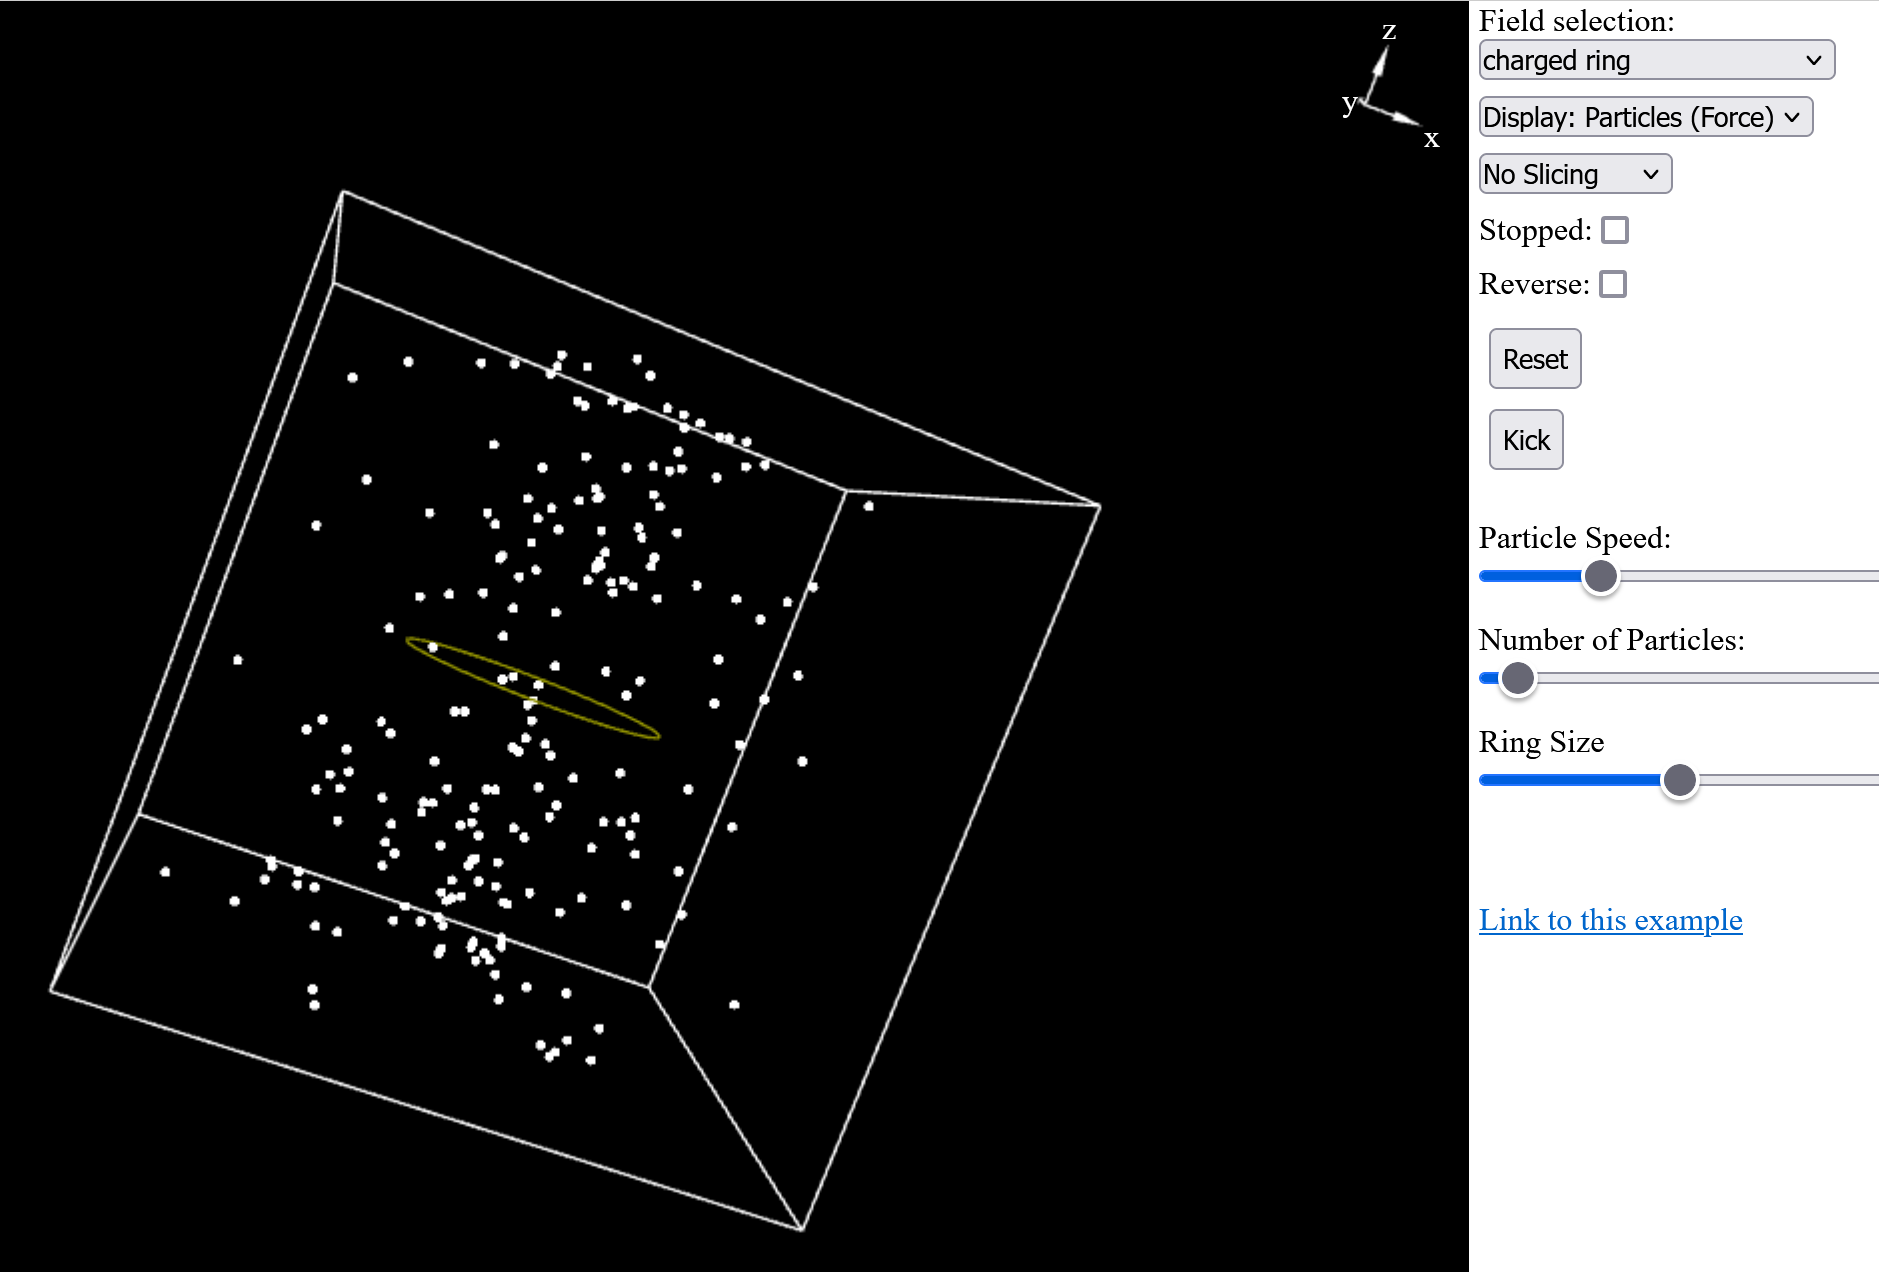 z
y
x
Field selection:
charged ring
Display: Particles (Force)
No Slicing
Stopped:
Reverse:
Reset
Kick
Particle Speed:
Number of Particles:
Ring Size
Link to this example